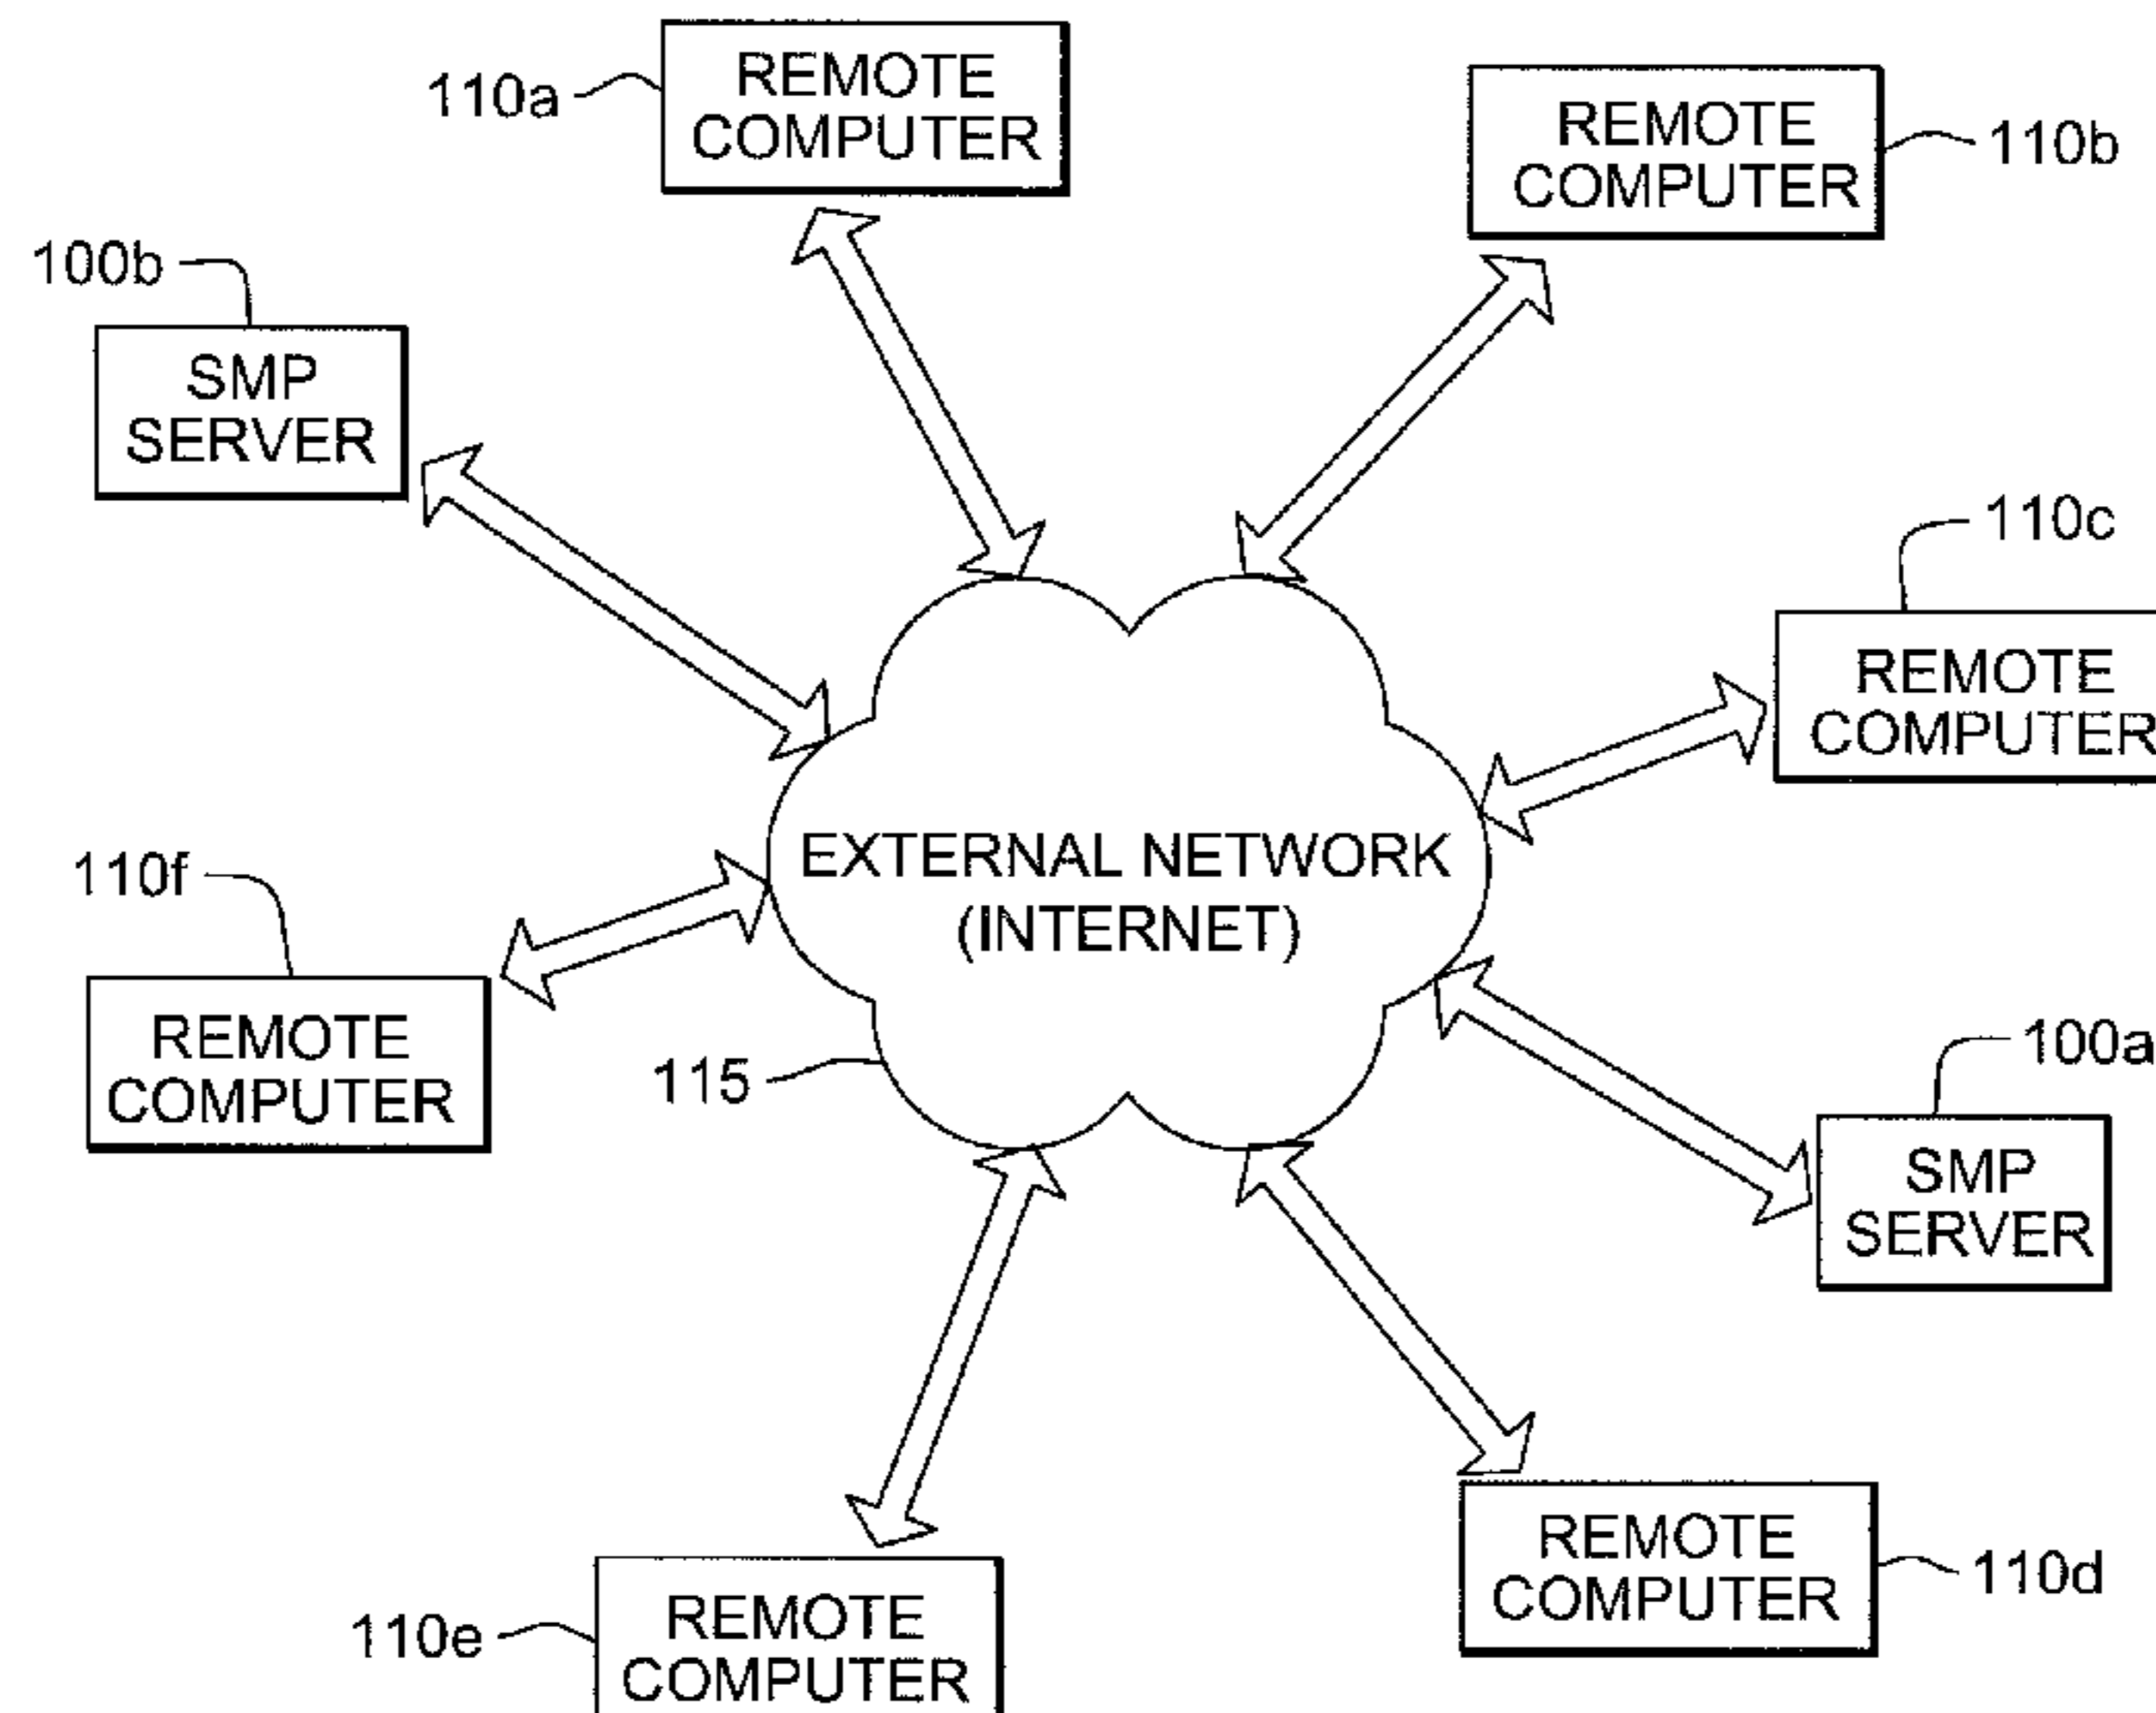 110a
REMOTE
COMPUTER
REMOTE
COMPUTER
110b
100b
SMP
SERVER
110c
REMOTE
COMPUTER
EXTERNAL NETWORK
(INTERNET)
110f
REMOTE
COMPUTER
115
100a
SMP
SERVER
REMOTE
COMPUTER
110d
110e
REMOTE
COMPUTER